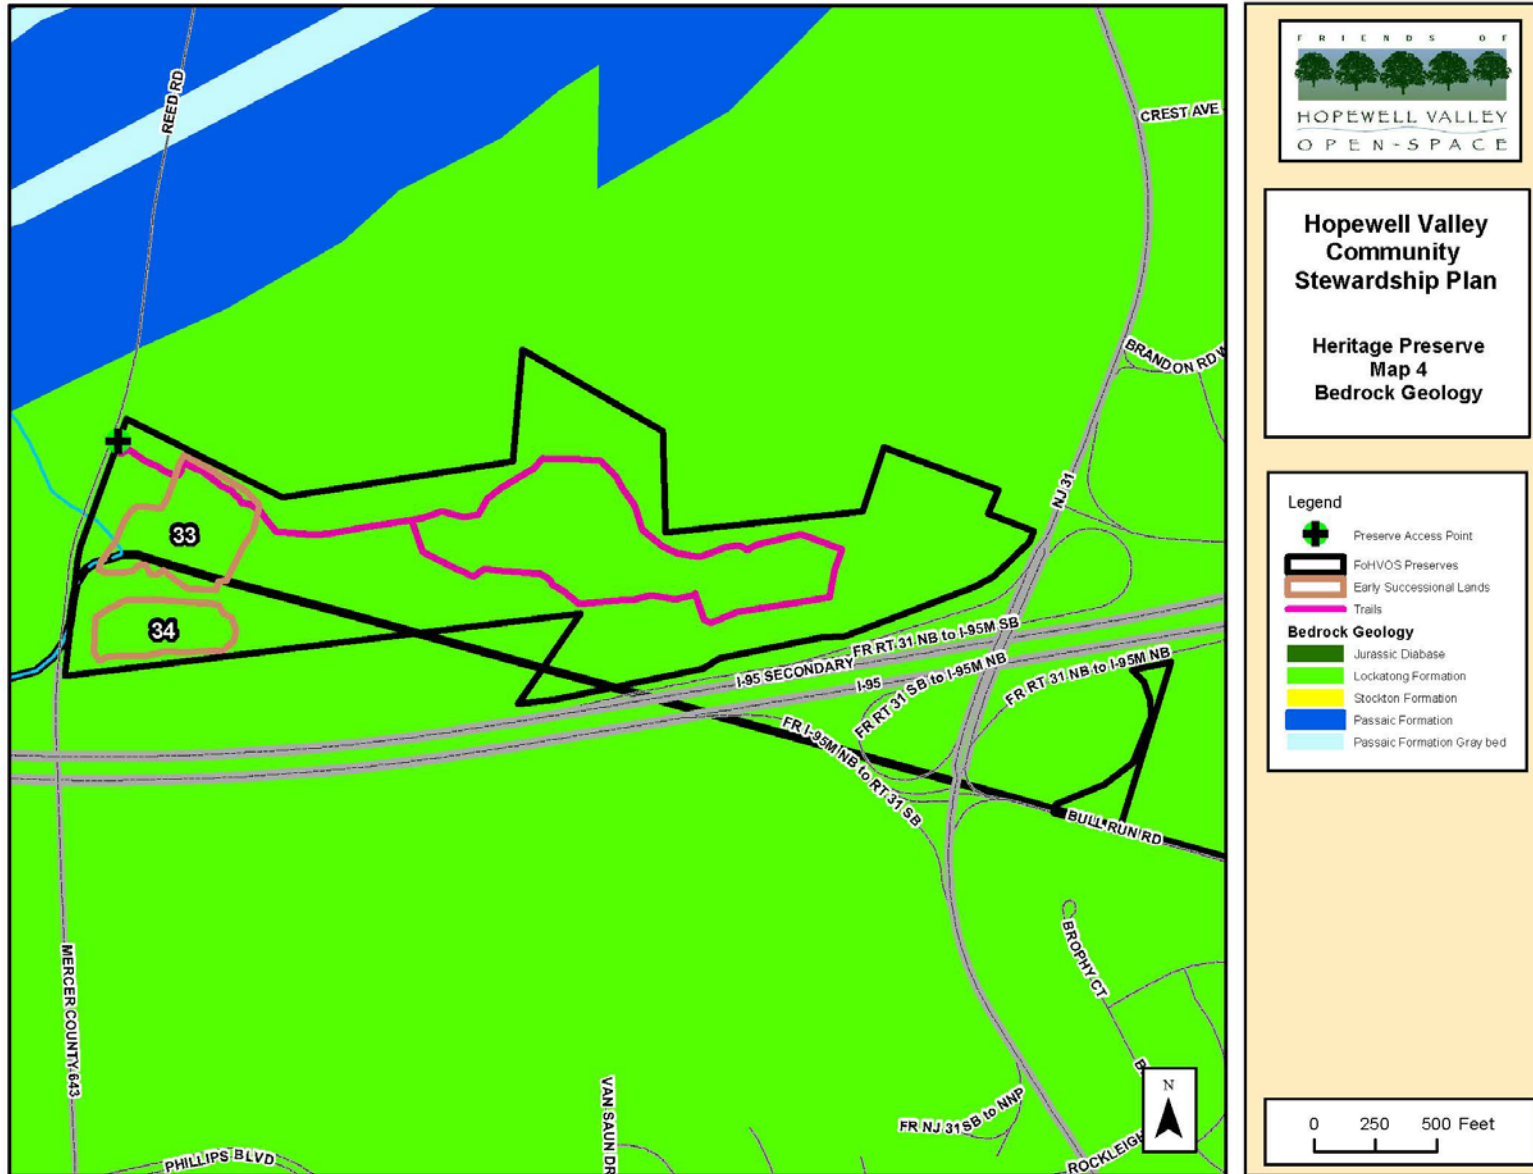 REED RD
CREST AVE
BRANDON RD W
NJ 31
33
34
FR RT 31 NB to I-95M SB
I-95 SECONDARY
I-95
FR RT 31 SB to I-95M NB
FR RT 31 NB to I-95M NB
FR I-95M NB to RT 31 SB
BULL RUN RD
MERCER COUNTY 643
BROPHY CT
B
VAN SAUN DR
FR NJ 31SB to NNP
ROCKLEIGH
PHILLIPS BLVD
N
FRIENDS OF
HOPEWELL VALLEY
OPEN-SPACE
Hopewell Valley
Community
Stewardship Plan
Heritage Preserve
Map 4
Bedrock Geology
Legend
Preserve Access Point
FoHVOS Preserves
Early Successional Lands
Trails
Bedrock Geology
Jurassic Diabase
Lockatong Formation
Stockton Formation
Passaic Formation
Passaic Formation Gray bed
0 250 500 Feet